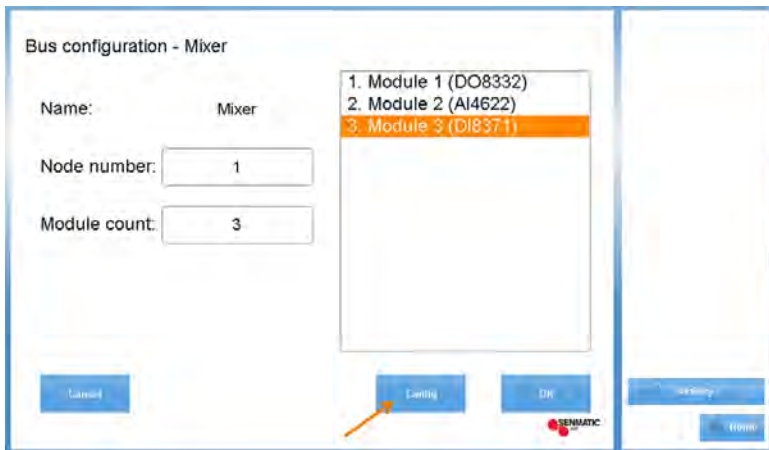 Bus configuration - Mixer
Name: Mixer
Node number: 1
Module count: 3
1. Module 1 (DO8332)
2. Module 2 (AI4622)
3. Module 3 (DI8371)
Cancel
Config
OK
SENMATIC
Home